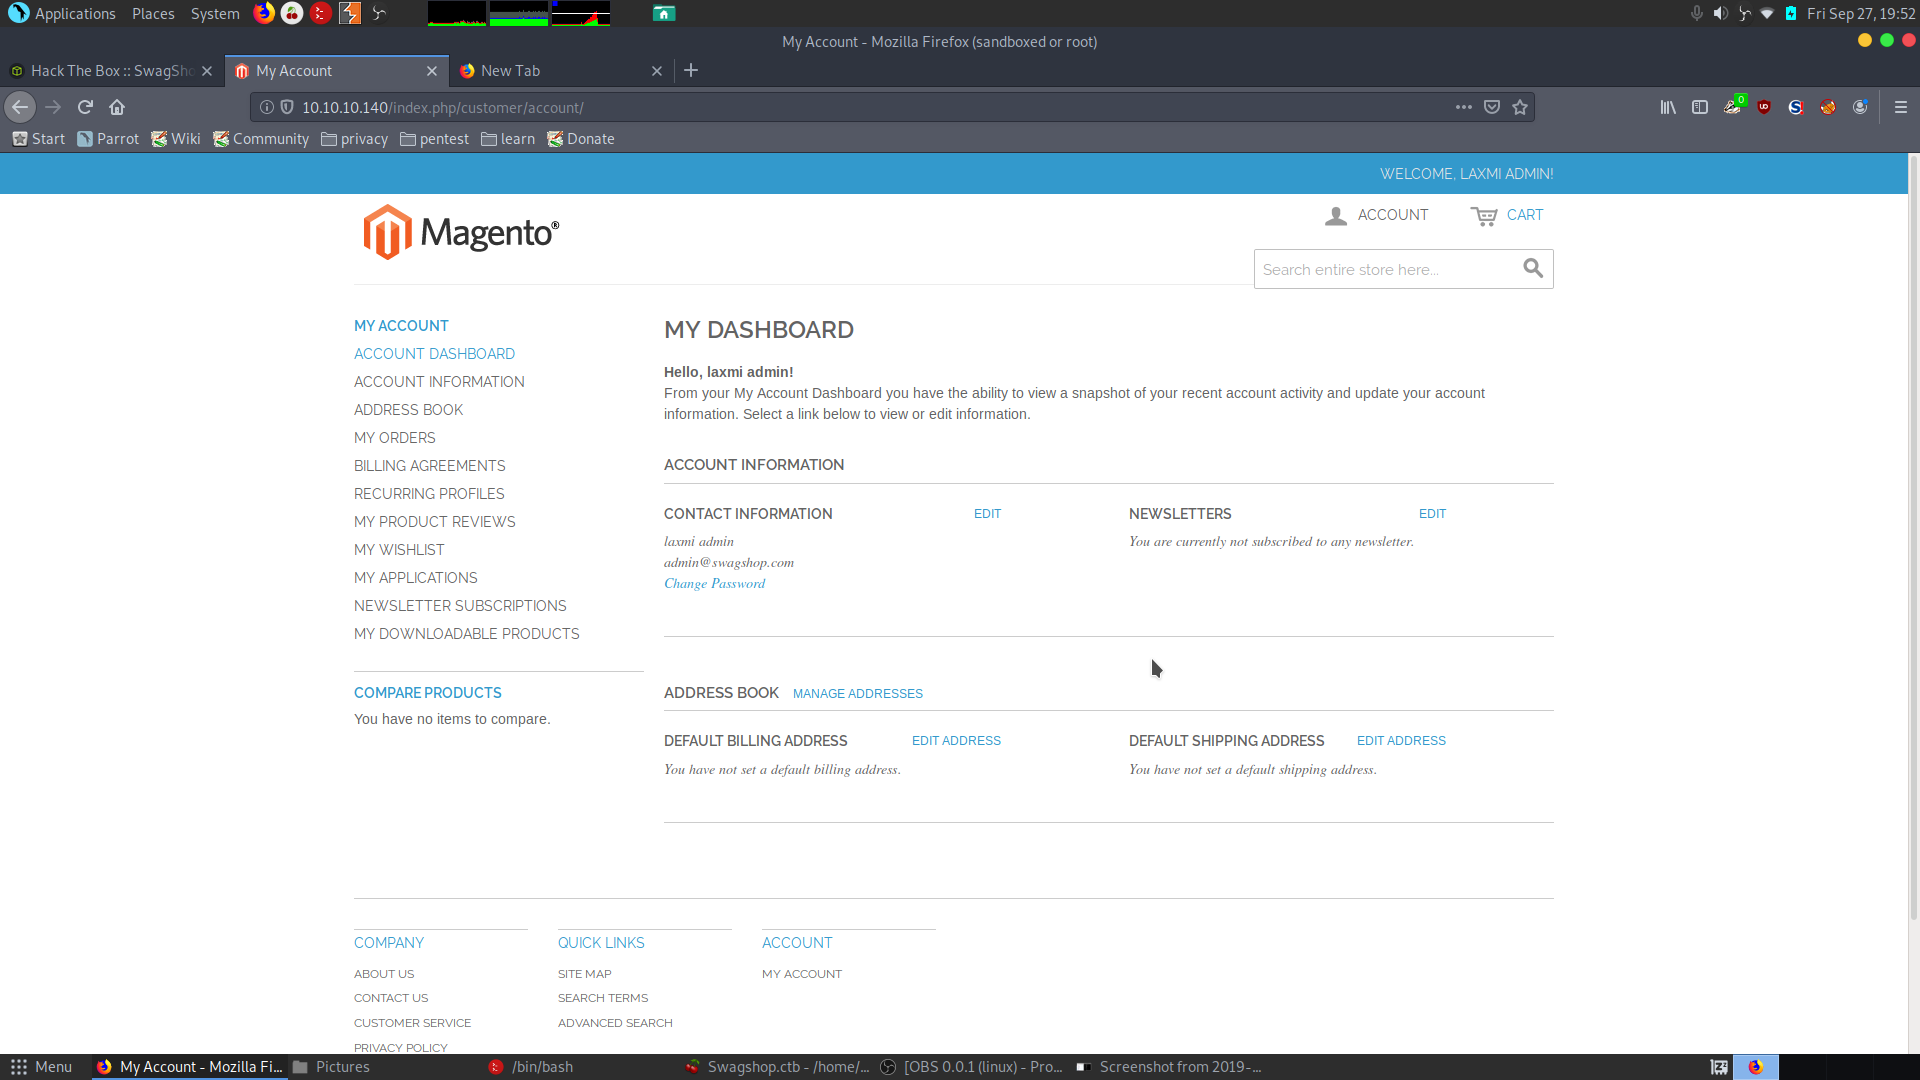 Applications Places System Fri Sep 27, 19:52
My Account - Mozilla Firefox (sandboxed or root)
Hack The Box :: SwagSho My Account New Tab
10.10.10.140/index.php/customer/account/ 0
Start Parrot Wiki Community privacy pentest learn Donate
WELCOME, LAXMI ADMIN!
Magento®
ACCOUNT CART
Search entire store here...
MY ACCOUNT
ACCOUNT DASHBOARD
ACCOUNT INFORMATION
ADDRESS BOOK
MY ORDERS
BILLING AGREEMENTS
RECURRING PROFILES
MY PRODUCT REVIEWS
MY WISHLIST
MY APPLICATIONS
NEWSLETTER SUBSCRIPTIONS
MY DOWNLOADABLE PRODUCTS
COMPARE PRODUCTS
You have no items to compare.
MY DASHBOARD
Hello, laxmi admin!
From your My Account Dashboard you have the ability to view a snapshot of your recent account activity and update your account
information. Select a link below to view or edit information.
ACCOUNT INFORMATION
CONTACT INFORMATION EDIT
laxmi admin
admin@swagshop.com
Change Password
NEWSLETTERS EDIT
You are currently not subscribed to any newsletter.
ADDRESS BOOK MANAGE ADDRESSES
DEFAULT BILLING ADDRESS EDIT ADDRESS
You have not set a default billing address.
DEFAULT SHIPPING ADDRESS EDIT ADDRESS
You have not set a default shipping address.
COMPANY
ABOUT US
CONTACT US
CUSTOMER SERVICE
PRIVACY POLICY
QUICK LINKS
SITE MAP
SEARCH TERMS
ADVANCED SEARCH
ACCOUNT
MY ACCOUNT
Menu My Account - Mozilla Fi... Pictures /bin/bash Swagshop.ctb - /home/... [OBS 0.0.1 (linux) - Pro... Screenshot from 2019-...